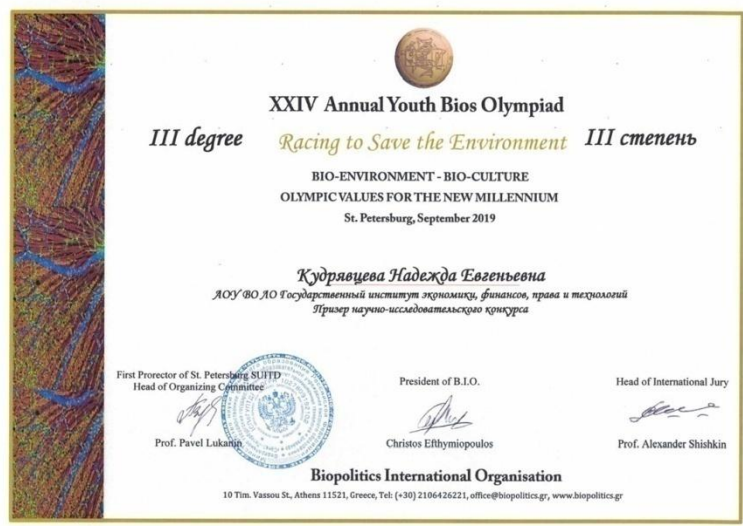 XXIV Annual Youth Bios Olympiad
III degree Racing to Save the Environment III степень
BIO-ENVIRONMENT - BIO-CULTURE
OLYMPIC VALUES FOR THE NEW MILLENNIUM
St. Petersburg, September 2019
Кудрявцева Надежда Евгеньевна
АОУ ВО ЛО Государственный институт экономики, финансов, права и технологий
Призер научно-исследовательского конкурса
First Prorector of St. Petersburg SUITD
Head of Organizing Committee
Prof. Pavel Lukanin
President of B.I.O.
Christos Efthymiopoulos
Head of International Jury
Prof. Alexander Shishkin
Biopolitics International Organisation
10 Tim. Vassou St., Athens 11521, Greece, Tel: (+30) 2106426221, office@biopolitics.gr, www.biopolitics.gr